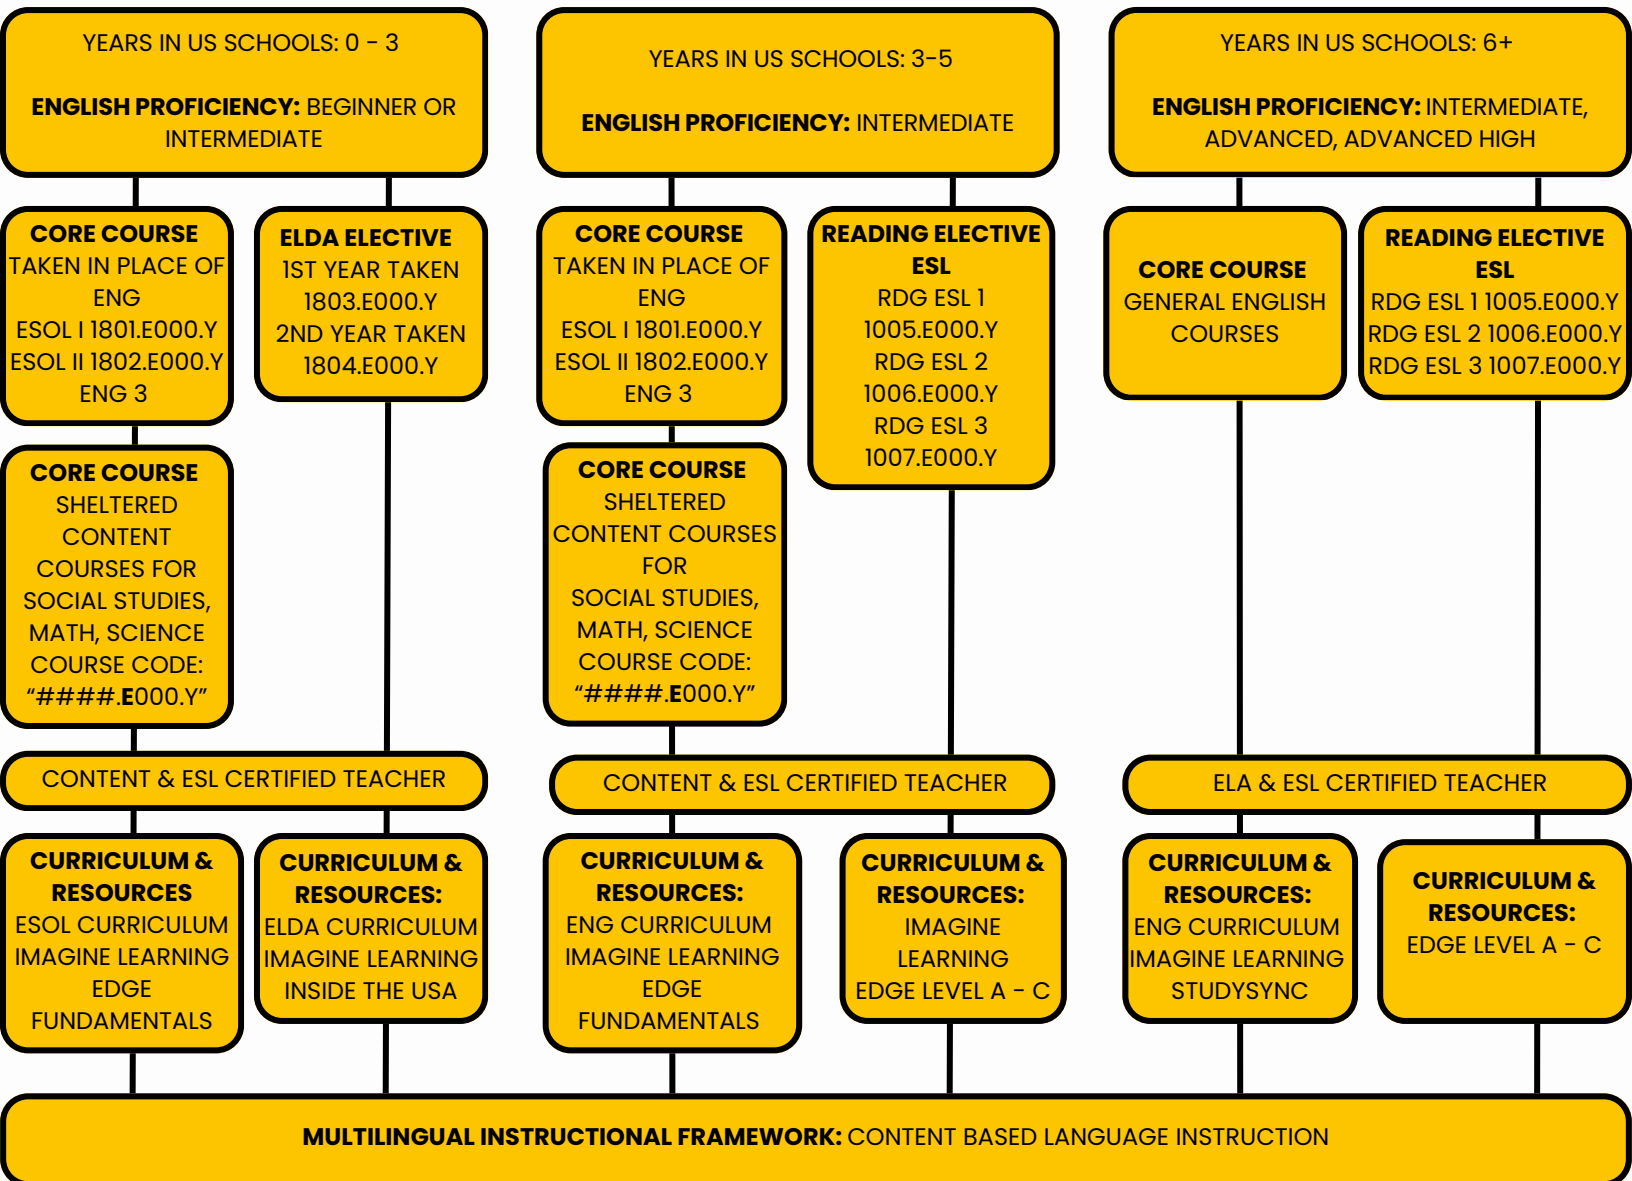 YEARS IN US SCHOOLS: 0 - 3
ENGLISH PROFICIENCY: BEGINNER OR
INTERMEDIATE
CORE COURSE
TAKEN IN PLACE OF
ENG
ESOL I 1801.E000.Y
ESOL II 1802.E000.Y
ENG 3
ELDA ELECTIVE
1ST YEAR TAKEN
1803.E000.Y
2ND YEAR TAKEN
1804.E000.Y
CORE COURSE
SHELTERED
CONTENT
COURSES FOR
SOCIAL STUDIES,
MATH, SCIENCE
COURSE CODE:
“####.E000.Y”
CONTENT & ESL CERTIFIED TEACHER
CURRICULUM &
RESOURCES
ESOL CURRICULUM
IMAGINE LEARNING
EDGE
FUNDAMENTALS
CURRICULUM &
RESOURCES:
ELDA CURRICULUM
IMAGINE LEARNING
INSIDE THE USA
YEARS IN US SCHOOLS: 3-5
ENGLISH PROFICIENCY: INTERMEDIATE
CORE COURSE
TAKEN IN PLACE OF
ENG
ESOL I 1801.E000.Y
ESOL II 1802.E000.Y
ENG 3
READING ELECTIVE
ESL
RDG ESL 1
1005.E000.Y
RDG ESL 2
1006.E000.Y
RDG ESL 3
1007.E000.Y
CORE COURSE
SHELTERED
CONTENT COURSES
FOR
SOCIAL STUDIES,
MATH, SCIENCE
COURSE CODE:
“####.E000.Y”
CONTENT & ESL CERTIFIED TEACHER
CURRICULUM &
RESOURCES:
ENG CURRICULUM
IMAGINE LEARNING
EDGE
FUNDAMENTALS
CURRICULUM &
RESOURCES:
IMAGINE
LEARNING
EDGE LEVEL A - C
YEARS IN US SCHOOLS: 6+
ENGLISH PROFICIENCY: INTERMEDIATE,
ADVANCED, ADVANCED HIGH
CORE COURSE
GENERAL ENGLISH
COURSES
READING ELECTIVE
ESL
RDG ESL 1 1005.E000.Y
RDG ESL 2 1006.E000.Y
RDG ESL 3 1007.E000.Y
ELA & ESL CERTIFIED TEACHER
CURRICULUM &
RESOURCES:
ENG CURRICULUM
IMAGINE LEARNING
STUDYSYNC
CURRICULUM &
RESOURCES:
EDGE LEVEL A - C
MULTILINGUAL INSTRUCTIONAL FRAMEWORK: CONTENT BASED LANGUAGE INSTRUCTION